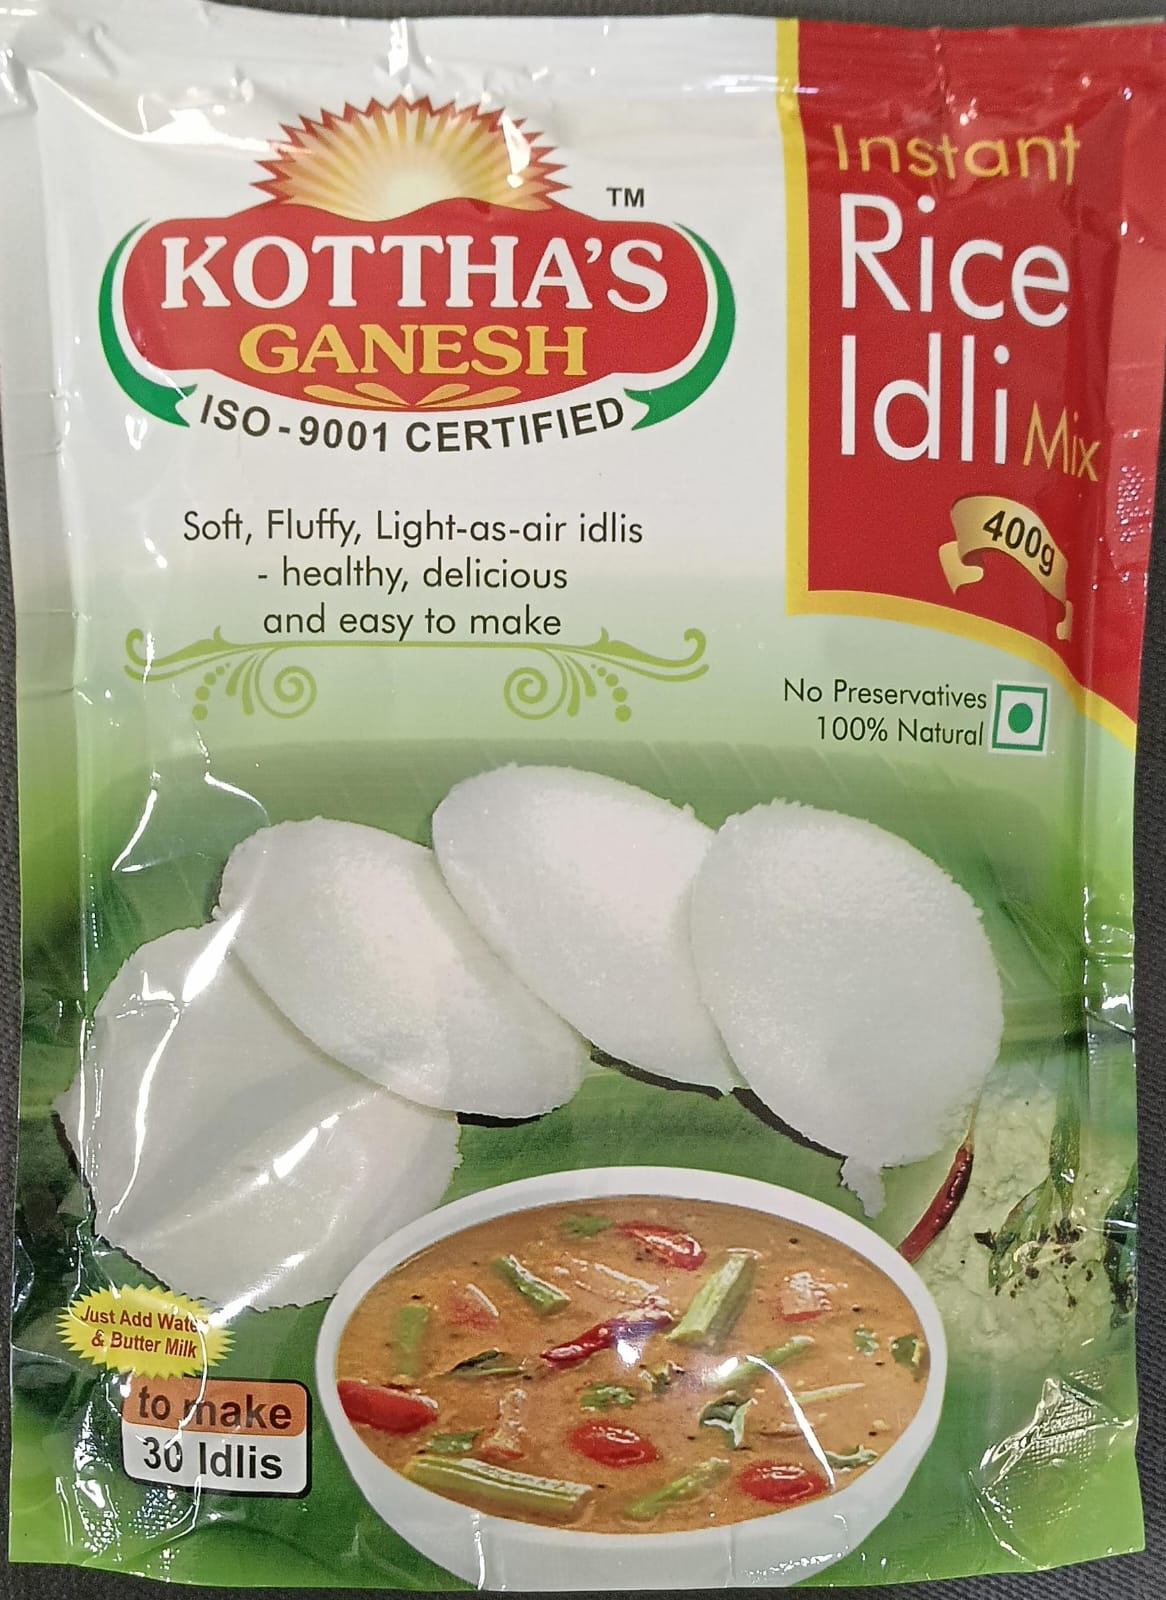 KOTTHA'S
GANESH
TM
ISO-9001 CERTIFIED
Instant
Rice
Idli Mix
400g
Soft, Fluffy, Light-as-air idlis
- healthy, delicious
and easy to make
No Preservatives
100% Natural
Just Add Water
& Butter Milk
to make
30 Idlis